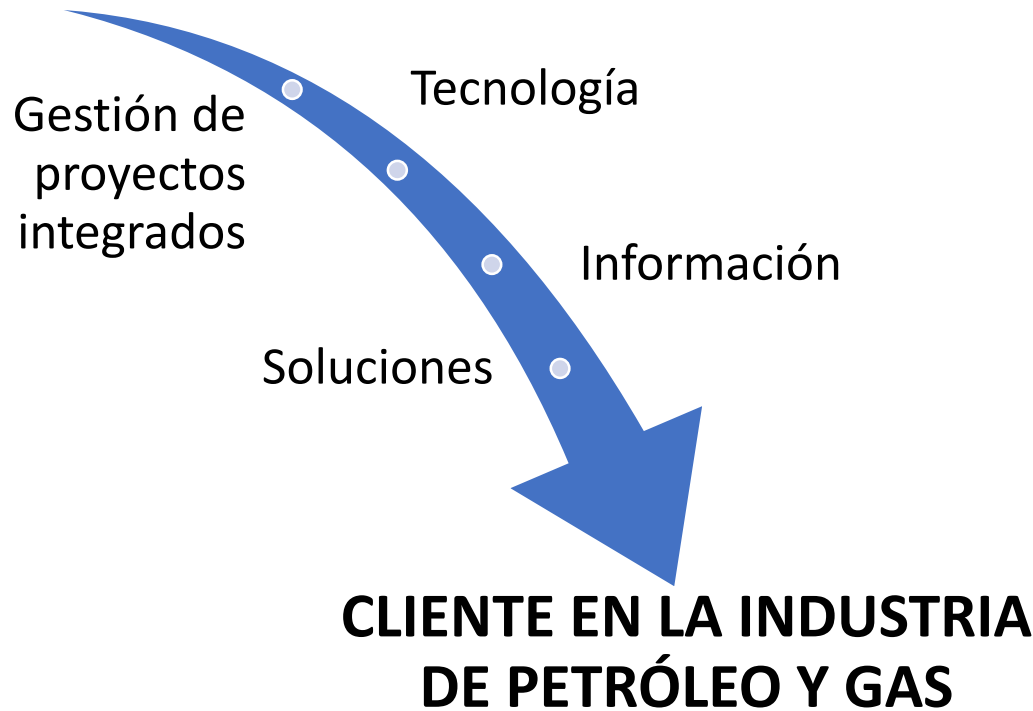 Tecnología
Gestión de
proyectos
integrados
Información
Soluciones
CLIENTE EN LA INDUSTRIA
DE PETRÓLEO Y GAS